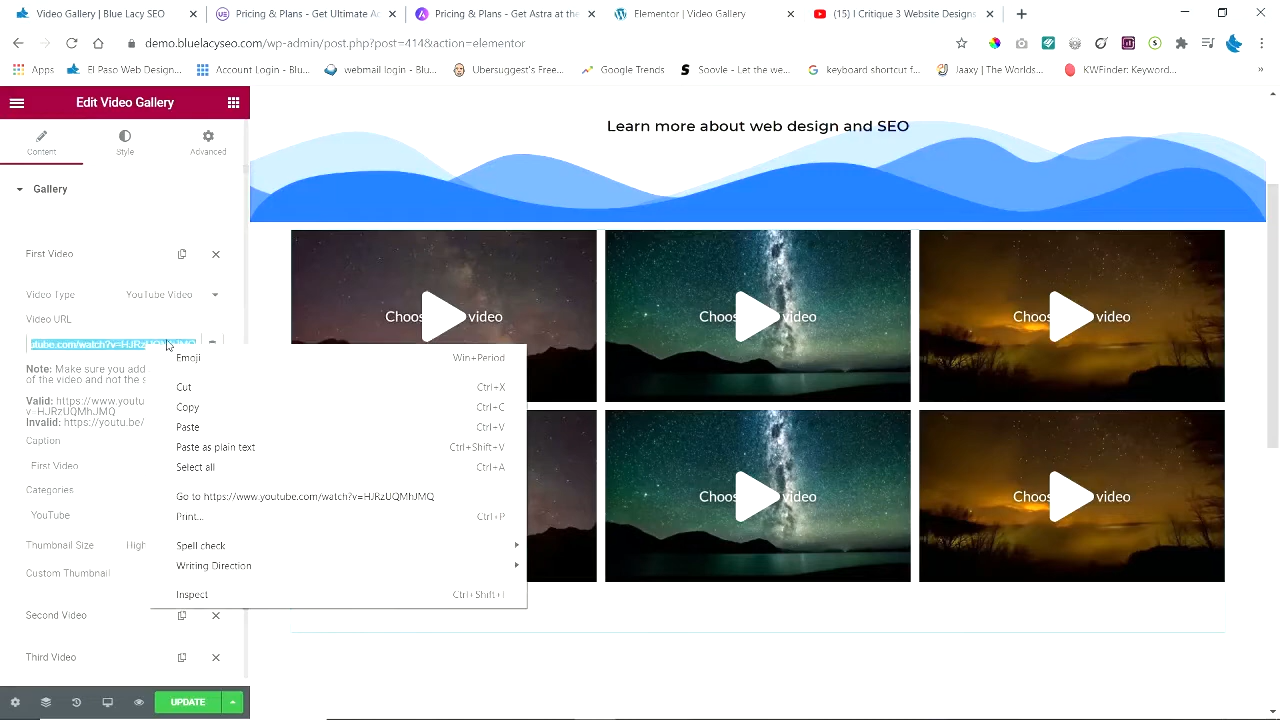 Video Gallery | Blue Lacy SEO
Pricing & Plans - Get Ultimate A
Pricing & Plans - Get Astra t the
Elementor | Video Gallery
(15) I Critique 3 Website Designs
demo.bluelacyseo.com/wp-admin/post.php?post=414&action=elementor
Apps
El Paso Web Design...
Account Login - Blu...
webmail login - Blu...
Ubersuggest's Free...
Google Trends
Soovle - Let the we...
keyboard shortcut f...
Jaaxy | The Worlds...
KWFinder: Keyword...
»
Edit Video Gallery
Content
Style
Advanced
Gallery
First Video
Video Type
YouTube Video
Video URL
utube.com/watch?v=HJRzUQMhJMQ
Note: Make sure you add
of the video and not the s
Valid: https://www.youtu
v=HJRzUQMhJMQ
Invalid: https://youtu.be/
Caption
First Video
Categories
YouTube
Thumbnail Size
High
Custom Thumbnail
Second Video
Third Video
UPDATE
Emoji
Win+Period
Cut
Ctrl+X
Copy
Ctrl+C
Paste
Ctrl+V
Paste as plain text
Ctrl+Shift+V
Select all
Ctrl+A
Go to https://www.youtube.com/watch?v=HJRzUQMhJMQ
Print...
Ctrl+P
Spell check
Writing Direction
Inspect
Ctrl+Shift+I
Learn more about web design and SEO
Choos video
Choos video
Choos video
Choos video
Choos video